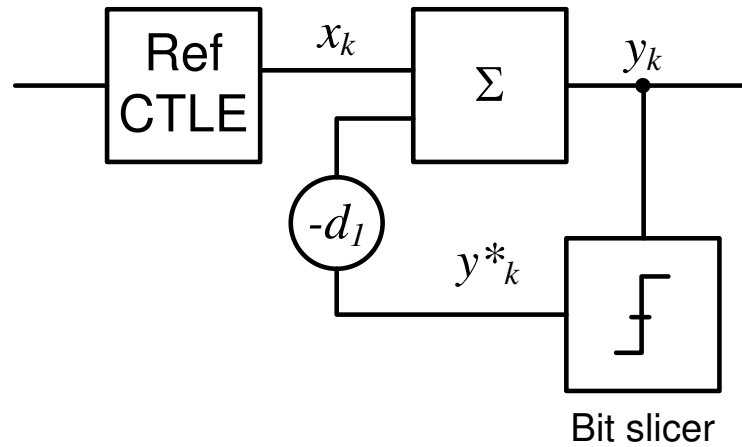 Ref
CTLE
x_k
Σ
y_k
-d_1
y*_k
Bit slicer